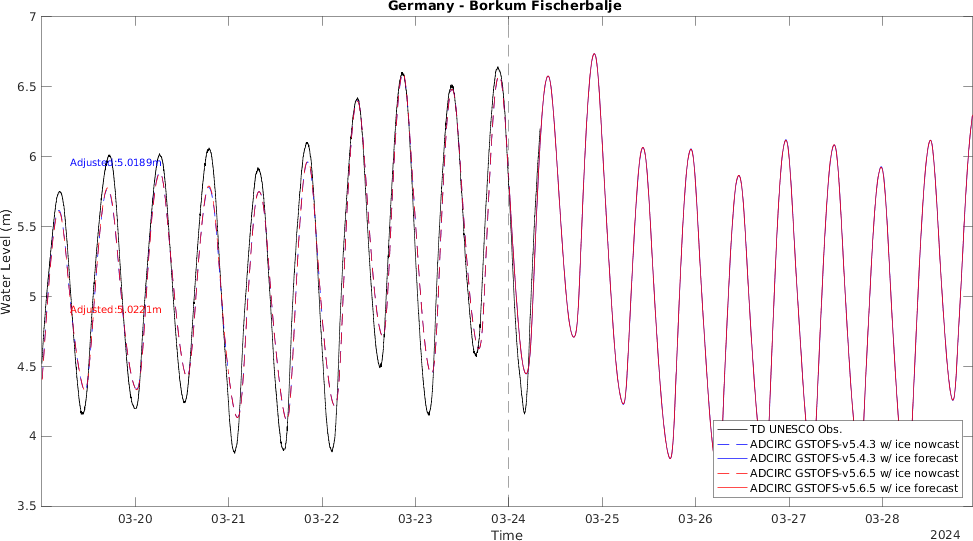 Germany - Borkum Fischerbalje
7
6.5
6
5.5
5
4.5
4
3.5
Water Level (m)
Adjusted:5.0189m
Adjusted:5.0221m
TD UNESCO Obs.
ADCIRC GSTOFS-v5.4.3 w/ ice nowcast
ADCIRC GSTOFS-v5.4.3 w/ ice forecast
ADCIRC GSTOFS-v5.6.5 w/ ice nowcast
ADCIRC GSTOFS-v5.6.5 w/ ice forecast
03-20
03-21
03-22
03-23
03-24
03-25
03-26
03-27
03-28
Time
2024